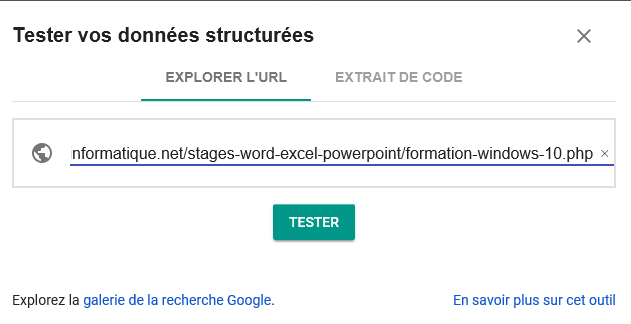 Tester vos données structurées
EXPLORER L'URL
EXTRAIT DE CODE
nformatique.net/stages-word-excel-powerpoint/formation-windows-10.php
TESTER
Explorez la galerie de la recherche Google.
En savoir plus sur cet outil